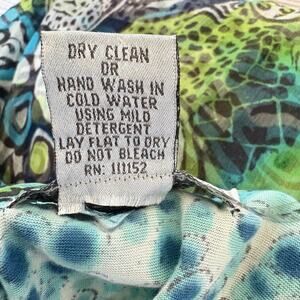 DRY CLEAN
OR
HAND WASH IN
COLD WATER
USING MILD
DETERGENT
LAY FLAT TO DRY
DO NOT BLEACH
RN: 111152